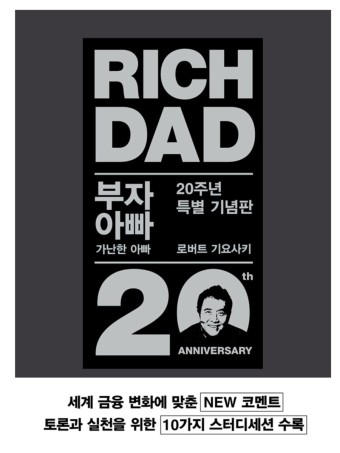 RICH
DAD
부자
아빠
가난한 아빠
20주년
특별 기념판
로버트 기요사키
20th
ANNIVERSARY
세계 금융 변화에 맞춘 NEW 코멘트
토론과 실천을 위한 10가지 스터디세션 수록